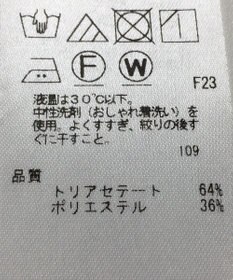 F W
F23
液温は30℃以下。
中性洗剤(おしゃれ着洗い)を
使用。よくすすぎ、絞りの後す
ぐに干すこと。
109
品質
トリアセテート 64%
ポリエステル 36%